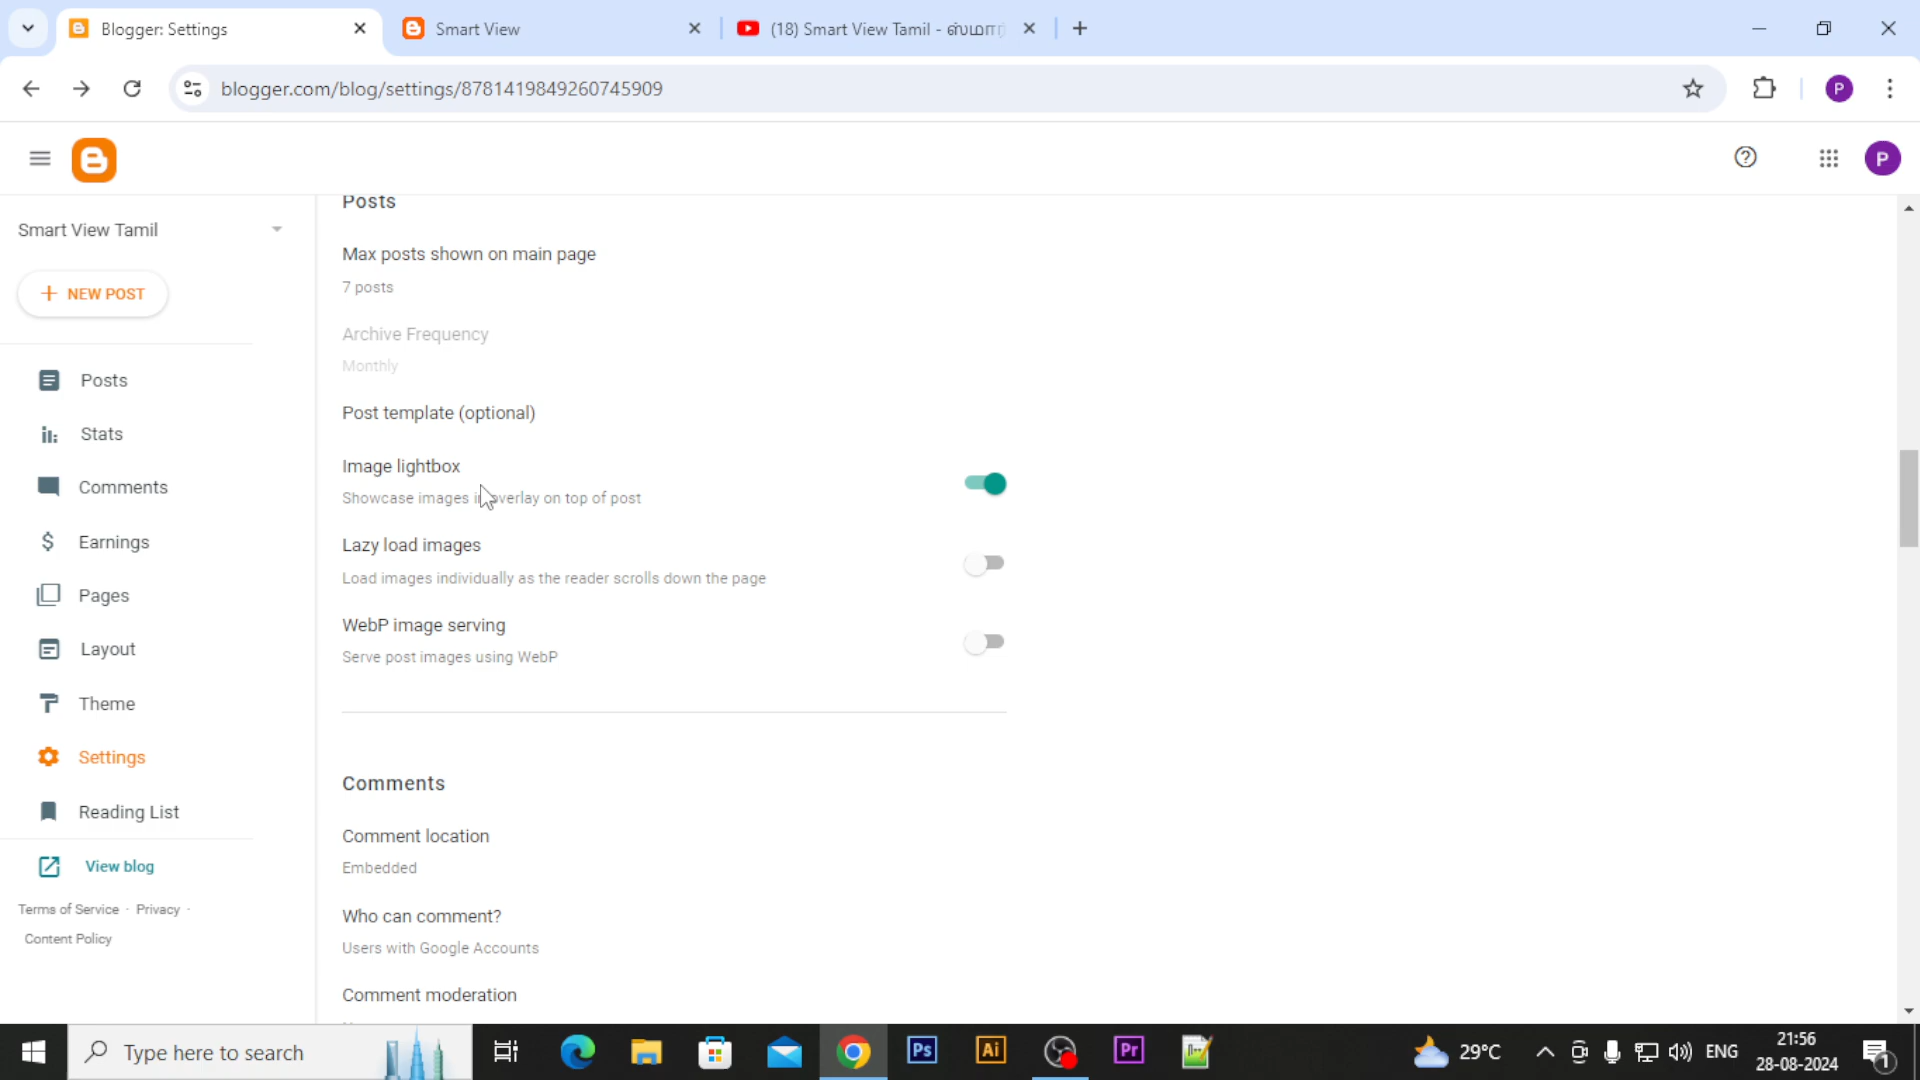 Blogger: Settings
Smart View
(18) Smart View Tamil - ஸ்மார்
blogger.com/blog/settings/8781419849260745909
P
P
Smart View Tamil
NEW POST
Posts
Stats
Comments
Earnings
Pages
Layout
Theme
Settings
Reading List
View blog
Terms of Service · Privacy ·
Content Policy
Posts
Max posts shown on main page
7 posts
Archive Frequency
Monthly
Post template (optional)
Image lightbox
Showcase images in overlay on top of post
Lazy load images
Load images individually as the reader scrolls down the page
WebP image serving
Serve post images using WebP
Comments
Comment location
Embedded
Who can comment?
Users with Google Accounts
Comment moderation
Type here to search
Ps
Ai
Pr
29°C
ENG
21:56
28-08-2024
1